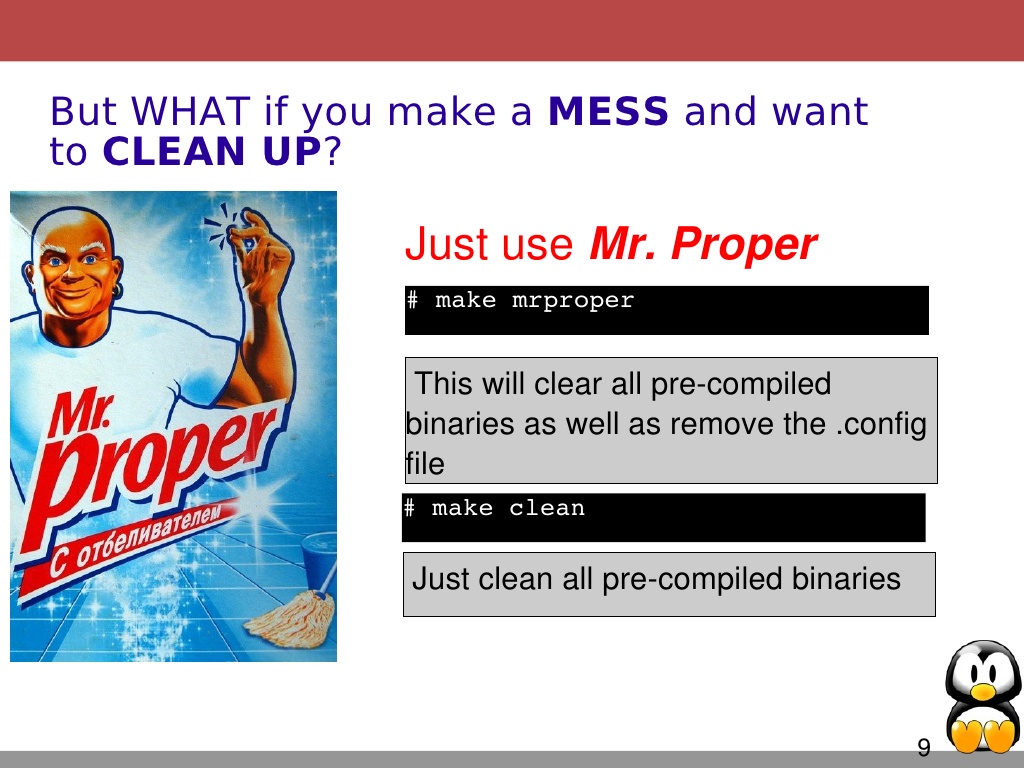 But WHAT if you make a MESS and want
to CLEAN UP?
Just use Mr. Proper
# make mrproper
This will clear all pre-compiled
binaries as well as remove the .config
file
# make clean
Just clean all pre-compiled binaries
Mr.
Proper
С отбеливателем
9